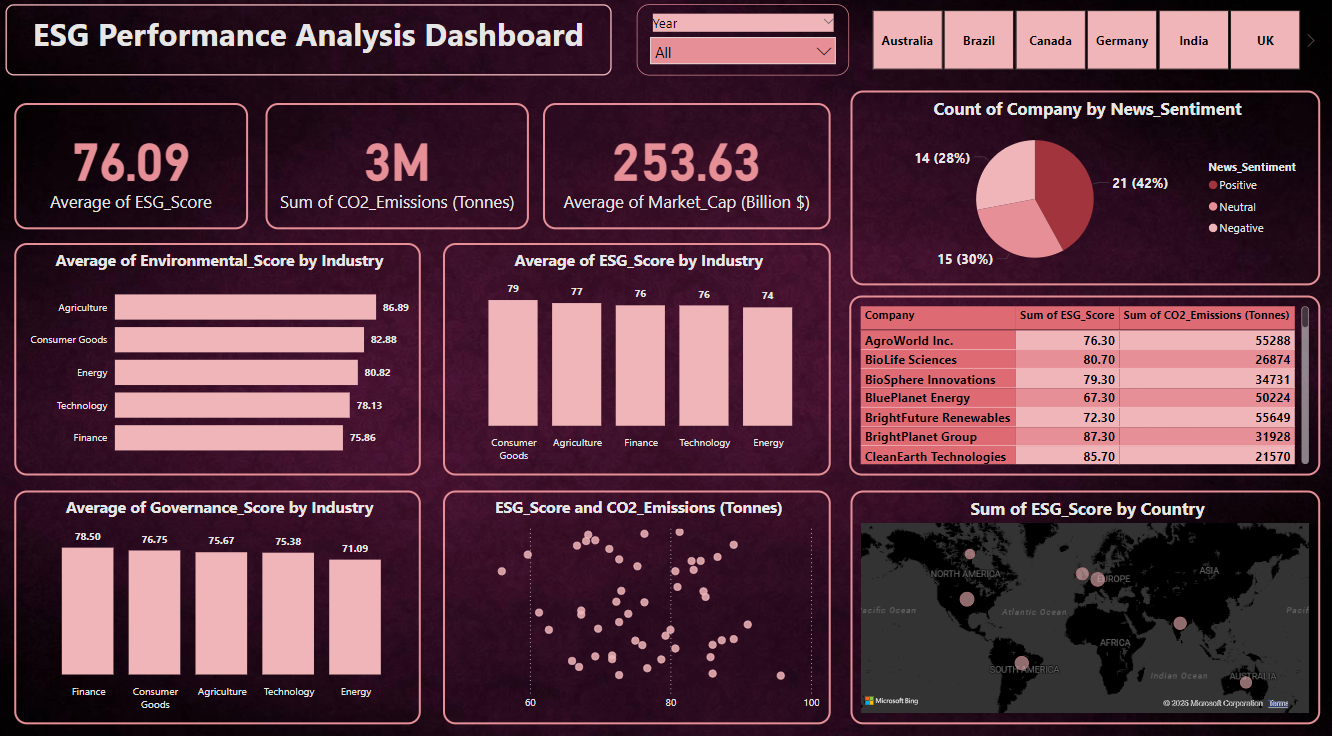 ESG Performance Analysis Dashboard
Year
All
Australia
Brazil
Canada
Germany
India
UK
76.09
Average of ESG_Score
3M
Sum of CO2_Emissions (Tonnes)
253.63
Average of Market_Cap (Billion $)
Count of Company by News_Sentiment
14 (28%)
21 (42%)
15 (30%)
News_Sentiment
Positive
Neutral
Negative
Average of Environmental_Score by Industry
Agriculture 86.89
Consumer Goods 82.88
Energy 80.82
Technology 78.13
Finance 75.86
Average of ESG_Score by Industry
79 77 76 76 74
Consumer Goods
Agriculture
Finance
Technology
Energy
Company Sum of ESG_Score Sum of CO2_Emissions (Tonnes)
AgroWorld Inc. 76.30 55288
BioLife Sciences 80.70 26874
BioSphere Innovations 79.30 34731
BluePlanet Energy 67.30 50224
BrightFuture Renewables 72.30 55649
BrightPlanet Group 87.30 31928
CleanEarth Technologies 85.70 21570
Average of Governance_Score by Industry
78.50 76.75 75.67 75.38 71.09
Finance
Consumer Goods
Agriculture
Technology
Energy
ESG_Score and CO2_Emissions (Tonnes)
60 80 100
Sum of ESG_Score by Country
NORTH AMERICA
EUROPE
ASIA
acific Ocean
Atlantic Ocean
Pacif
AFRICA
SOUTH AMERICA
Indian Ocean
AUSTRALIA
Microsoft Bing
© 2025 Microsoft Corporation Terms